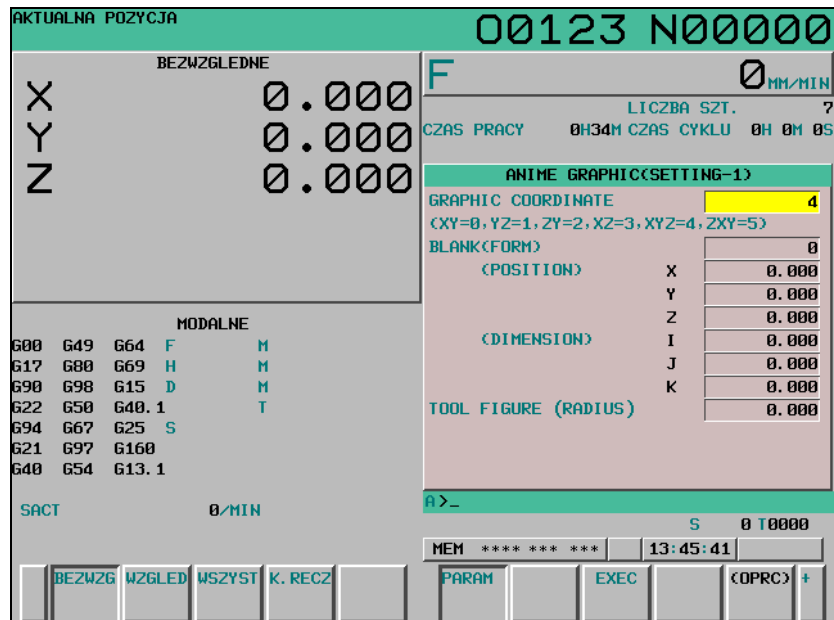 AKTUALNA POZYCJA
O0123 N00000
BEZWZGLEDNE
X 0.000
Y 0.000
Z 0.000
F 0 MM/MIN
LICZBA SZT. 7
CZAS PRACY 0H34M CZAS CYKLU 0H 0M 0S
ANIME GRAPHIC(SETTING-1)
GRAPHIC COORDINATE 4
(XY=0,YZ=1,ZY=2,XZ=3,XYZ=4,ZXY=5)
BLANK(FORM) 0
(POSITION) X 0.000
Y 0.000
Z 0.000
(DIMENSION) I 0.000
J 0.000
K 0.000
TOOL FIGURE (RADIUS) 0.000
MODALNE
G00 G49 G64 F M
G17 G80 G69 H M
G90 G98 G15 D M
G22 G50 G40.1 T
G94 G67 G25 S
G21 G97 G160
G40 G54 G13.1
SACT 0/MIN
A>_
S 0 T0000
MEM **** *** *** 13:45:41
BEZWZG WZGLED WSZYST K.RECZ
PARAM EXEC (OPRC) +